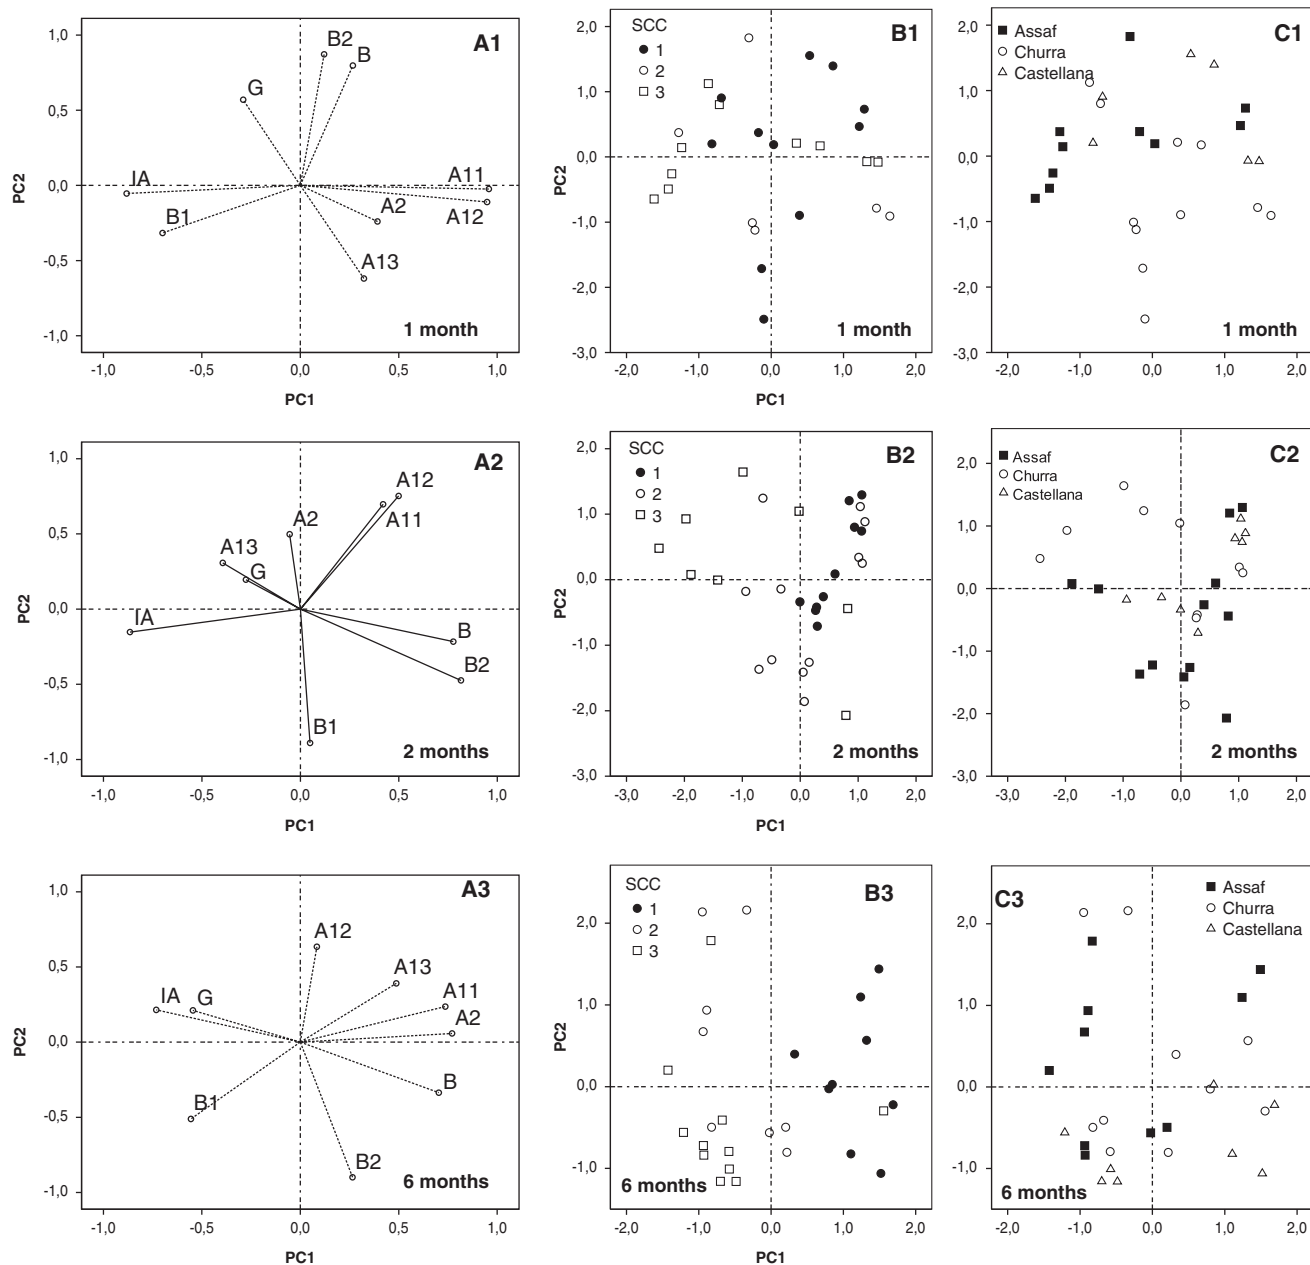 A1
1,0
0,5
0,0
-0,5
-1,0
PC2
B2
B
G
IA
B1
A11
A12
A2
A13
1 month
-1,0 -0,5 0,0 0,5 1,0
PC1
B1
SCC
1
2
3
2,0
1,0
0,0
-1,0
-2,0
-3,0
PC2
1 month
-2,0 -1,0 0,0 1,0 2,0
C1
Assaf
Churra
Castellana
2,0
1,0
0,0
-1,0
-2,0
-3,0
1 month
-2,0 -1,0 0,0 1,0 2,0
A2
1,0
0,5
0,0
-0,5
-1,0
PC2
A12
A11
A2
A13
G
IA
B
B2
B1
2 months
-1,0 -0,5 0,0 0,5 1,0
PC1
B2
SCC
1
2
3
2,0
1,0
0,0
-1,0
-2,0
-3,0
PC2
2 months
-3,0 -2,0 -1,0 0,0 1,0 2,0
PC1
C2
Assaf
Churra
Castellana
2,0
1,0
0,0
-1,0
-2,0
-3,0
2 months
-3,0 -2,0 -1,0 0,0 1,0 2,0
A3
1,0
0,5
0,0
-0,5
-1,0
PC2
A12
A13
A11
A2
IA
G
B
B1
B2
6 months
-1,0 -0,5 0,0 0,5 1,0
PC1
B3
SCC
1
2
3
2,0
1,0
0,0
-1,0
PC2
6 months
-2,0 -1,0 0,0 1,0 2,0
PC1
C3
Assaf
Churra
Castellana
2,0
1,0
0,0
-1,0
6 months
-2,0 -1,0 0,0 1,0 2,0